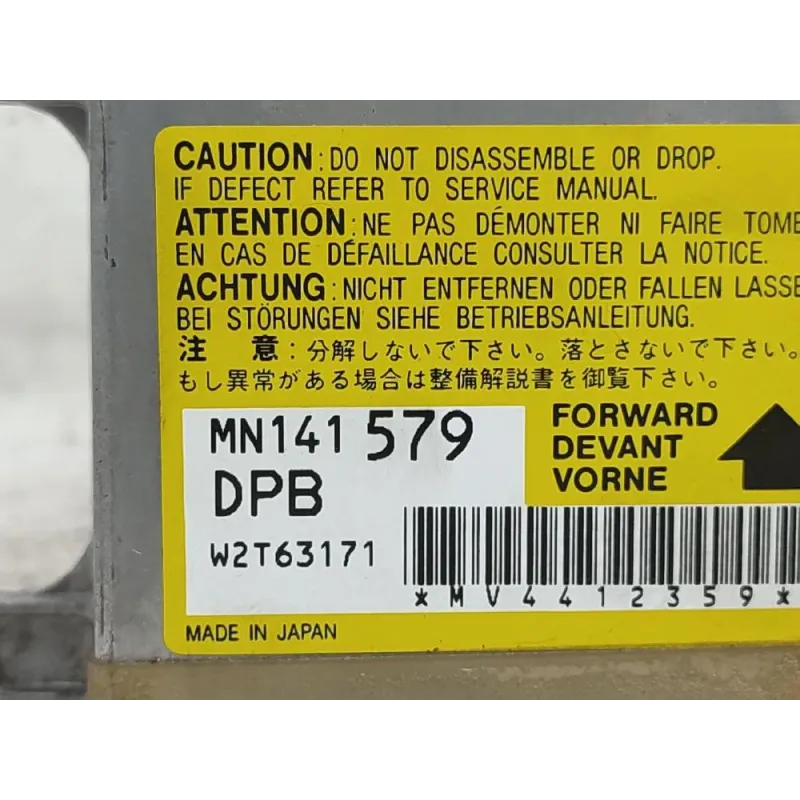 CAUTION : DO NOT DISASSEMBLE OR DROP.
IF DEFECT REFER TO SERVICE MANUAL.
ATTENTION : NE PAS DÉMONTER NI FAIRE TOMBE
EN CAS DE DÉFAILLANCE CONSULTER LA NOTICE.
ACHTUNG : NICHT ENTFERNEN ODER FALLEN LASSE
BEI STÖRUNGEN SIEHE BETRIEBSANLEITUNG.
注 意 : 分解しないで下さい。落とさないで下さい。
もし異常がある場合は整備解説書を御覧下さい。
MN141 579
DPB
W2T63171
FORWARD
DEVANT
VORNE
*MV4412359*
MADE IN JAPAN